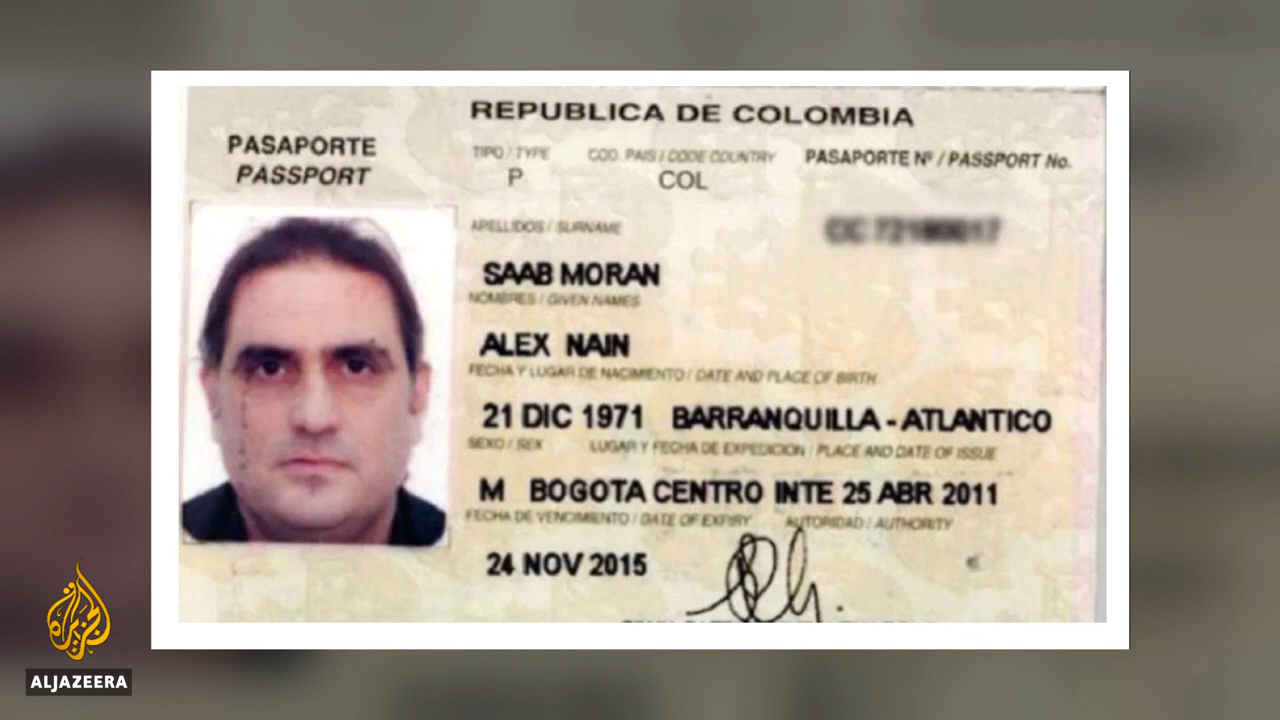 REPUBLICA DE COLOMBIA
PASAPORTE
PASSPORT
TIPO / TYPE COD. PAIS / CODE COUNTRY PASAPORTE Nº / PASSPORT No.
P COL
APELLIDOS / SURNAME
SAAB MORAN
NOMBRES / GIVEN NAMES
ALEX NAIN
FECHA Y LUGAR DE NACIMIENTO / DATE AND PLACE OF BIRTH
21 DIC 1971 BARRANQUILLA - ATLANTICO
SEXO / SEX LUGAR Y FECHA DE EXPEDICION / PLACE AND DATE OF ISSUE
M BOGOTA CENTRO INTE 25 ABR 2011
FECHA DE VENCIMIENTO / DATE OF EXPIRY AUTORIDAD / AUTHORITY
24 NOV 2015
ALJAZEERA